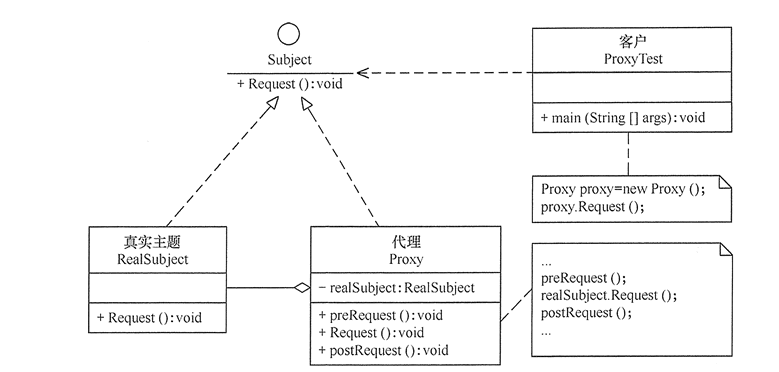 Subject
+ Request ():void
客户
ProxyTest
+ main (String [] args):void
Proxy proxy=new Proxy ();
proxy.Request ();
真实主题
RealSubject
+ Request ():void
代理
Proxy
− realSubject:RealSubject
+ preRequest ():void
+ Request ():void
+ postRequest ():void
...
preRequest ();
realSubject.Request ();
postRequest ();
...